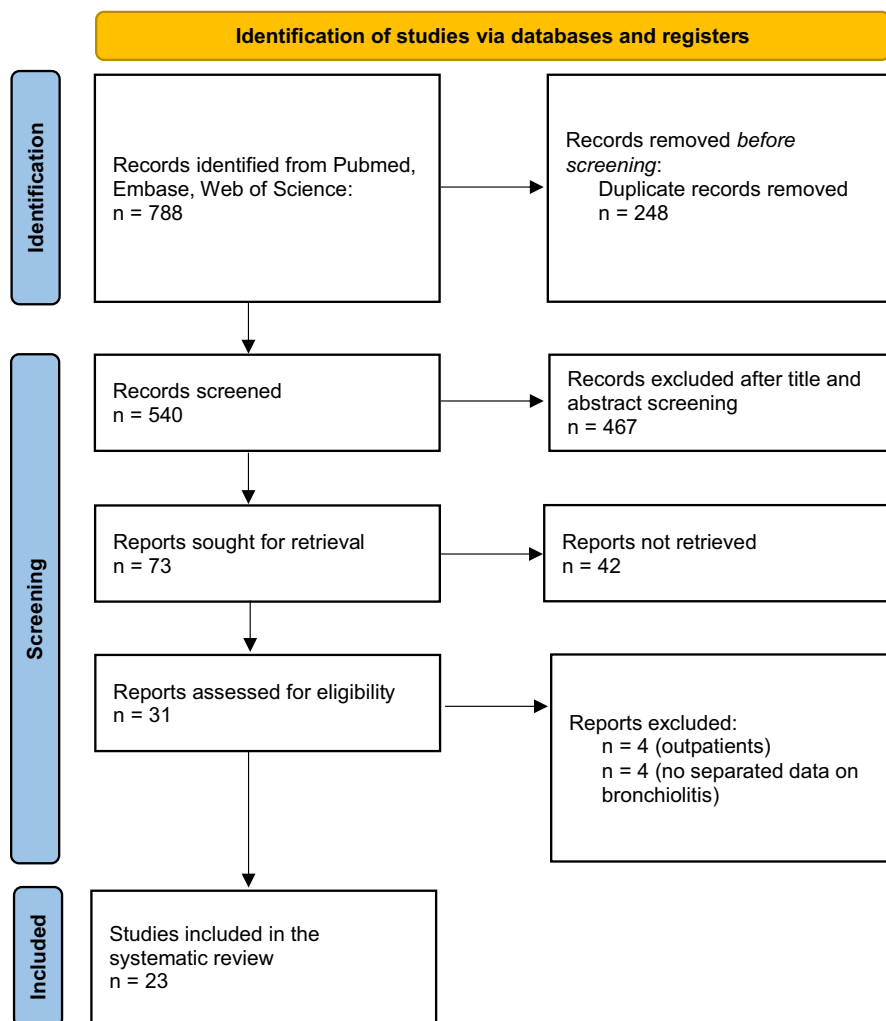 Identification of studies via databases and registers
Identification
Records identified from Pubmed,
Embase, Web of Science:
n = 788
Records removed before
screening:
Duplicate records removed
n = 248
Screening
Records screened
n = 540
Records excluded after title and
abstract screening
n = 467
Reports sought for retrieval
n = 73
Reports not retrieved
n = 42
Reports assessed for eligibility
n = 31
Reports excluded:
n = 4 (outpatients)
n = 4 (no separated data on
bronchiolitis)
Included
Studies included in the
systematic review
n = 23